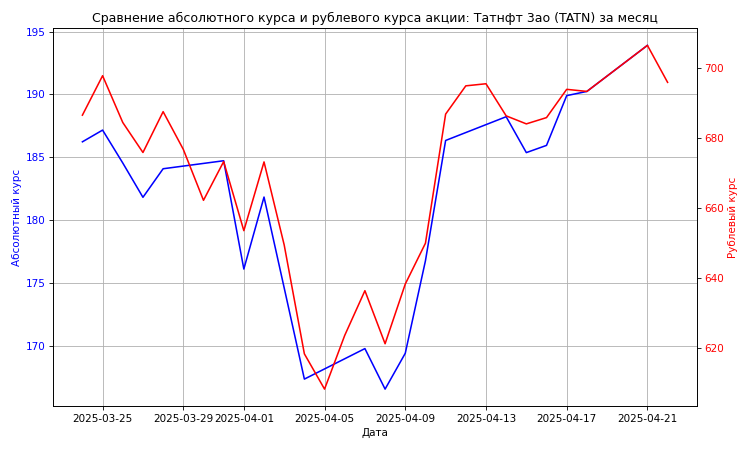 Сравнение абсолютного курса и рублевого курса акции: Татнфт 3ао (TATN) за месяц
195
190
185
180
175
170
Абсолютный курс
700
680
660
640
620
Рублевый курс
2025-03-25 2025-03-29 2025-04-01 2025-04-05 2025-04-09 2025-04-13 2025-04-17 2025-04-21
Дата